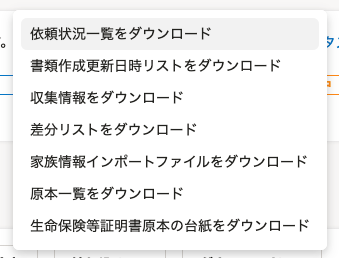 依頼状況一覧をダウンロード
書類作成更新日時リストをダウンロード
収集情報をダウンロード
差分リストをダウンロード
家族情報インポートファイルをダウンロード
原本一覧をダウンロード
生命保険等証明書原本の台紙をダウンロード